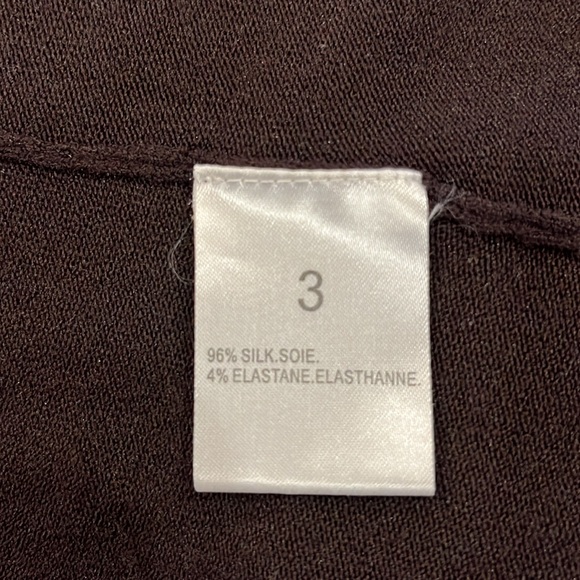 3
96% SILK.SOIE.
4% ELASTANE.ELASTHANNE.